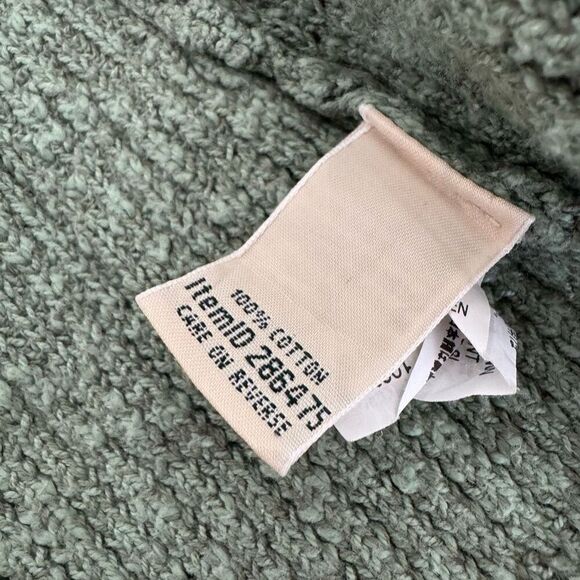 100% COTTON
ItemID 286475
CARE ON REVERSE